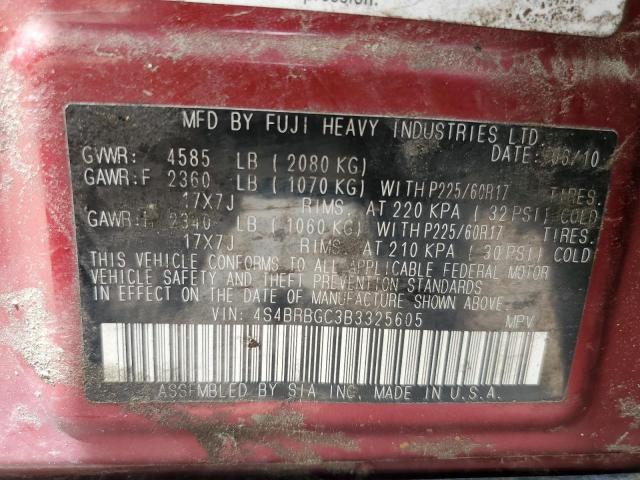 pression.
MFD BY FUJI HEAVY INDUSTRIES LTD.
DATE: 06/10
GVWR: 4585 LB (2080 KG)
GAWR:F 2360 LB (1070 KG) WITH P225/60R17 TIRES.
17X7J RIMS. AT 220 KPA (32 PSI) COLD
GAWR: 2340 LB (1060 KG) WITH P225/60R17 TIRES.
17X7J RIMS. AT 210 KPA (30 PSI) COLD
THIS VEHICLE CONFORMS TO ALL APPLICABLE FEDERAL MOTOR
VEHICLE SAFETY AND THEFT PREVENTION STANDARDS
IN EFFECT ON THE DATE OF MANUFACTURE SHOWN ABOVE.
VIN: 4S4BRBGC3B3325605 MPV
ASSEMBLED BY SIA INC. MADE IN U.S.A.